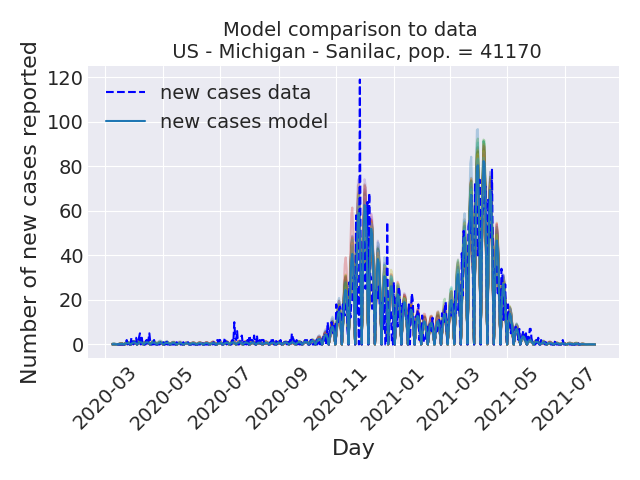 Model comparison to data
US - Michigan - Sanilac, pop. = 41170
Number of new cases reported
120
100
80
60
40
20
0
new cases data
new cases model
2020-03
2020-05
2020-07
2020-09
2020-11
2021-01
2021-03
2021-05
2021-07
Day